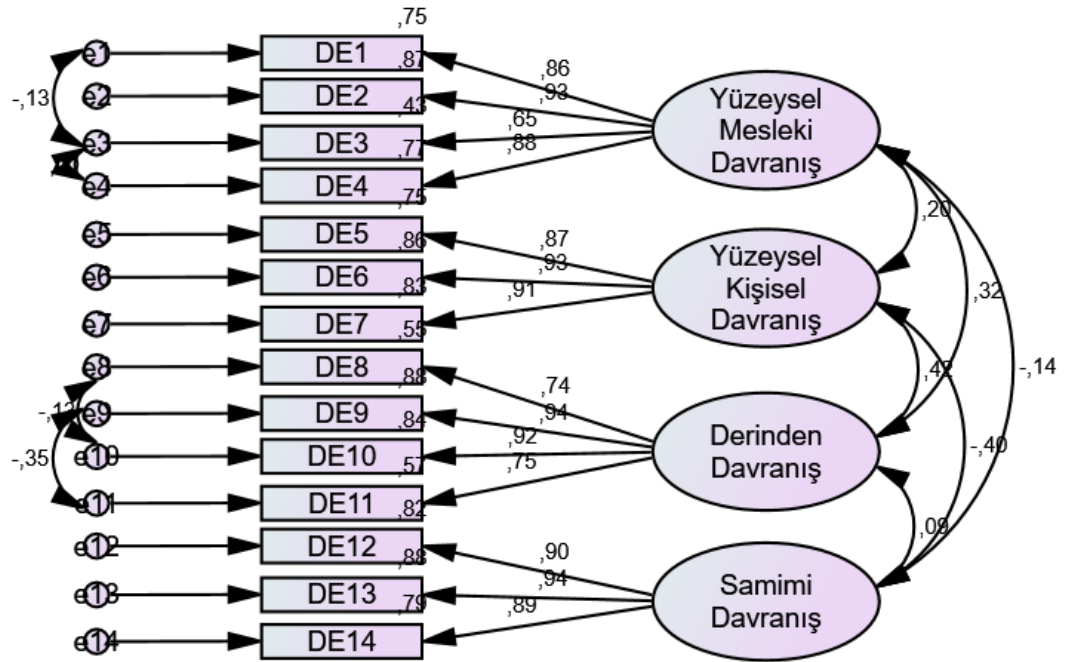 ,75
e1 DE1 ,87
,86
-,13
e2 DE2 ,43
,93
e3 DE3 ,77
,65
,88
e4 DE4 ,75
Yüzeysel
Mesleki
Davranış
e5 DE5 ,86
,87
e6 DE6 ,83
,93
e7 DE7 ,55
,91
Yüzeysel
Kişisel
Davranış
,20
,32
e8 DE8 ,88
,74
e9 DE9 ,84
,94
e10 DE10 ,57
,92
e11 DE11 ,82
,75
-,35
Derinden
Davranış
,42
-,14
-,40
e12 DE12 ,88
,90
e13 DE13 ,79
,94
e14 DE14
,89
Samimi
Davranış
,09